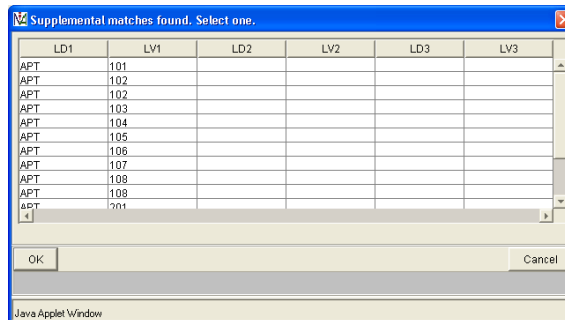 Supplemental matches found. Select one.
LD1 LV1 LD2 LV2 LD3 LV3
APT 101
APT 102
APT 102
APT 103
APT 104
APT 105
APT 106
APT 107
APT 108
APT 108
APT 201
OK Cancel
Java Applet Window